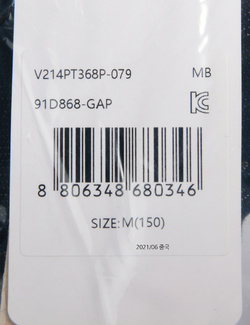 V214PT368P-079 MB
91D868-GAP
8 806348 680346
SIZE:M(150)
2021/06 중국